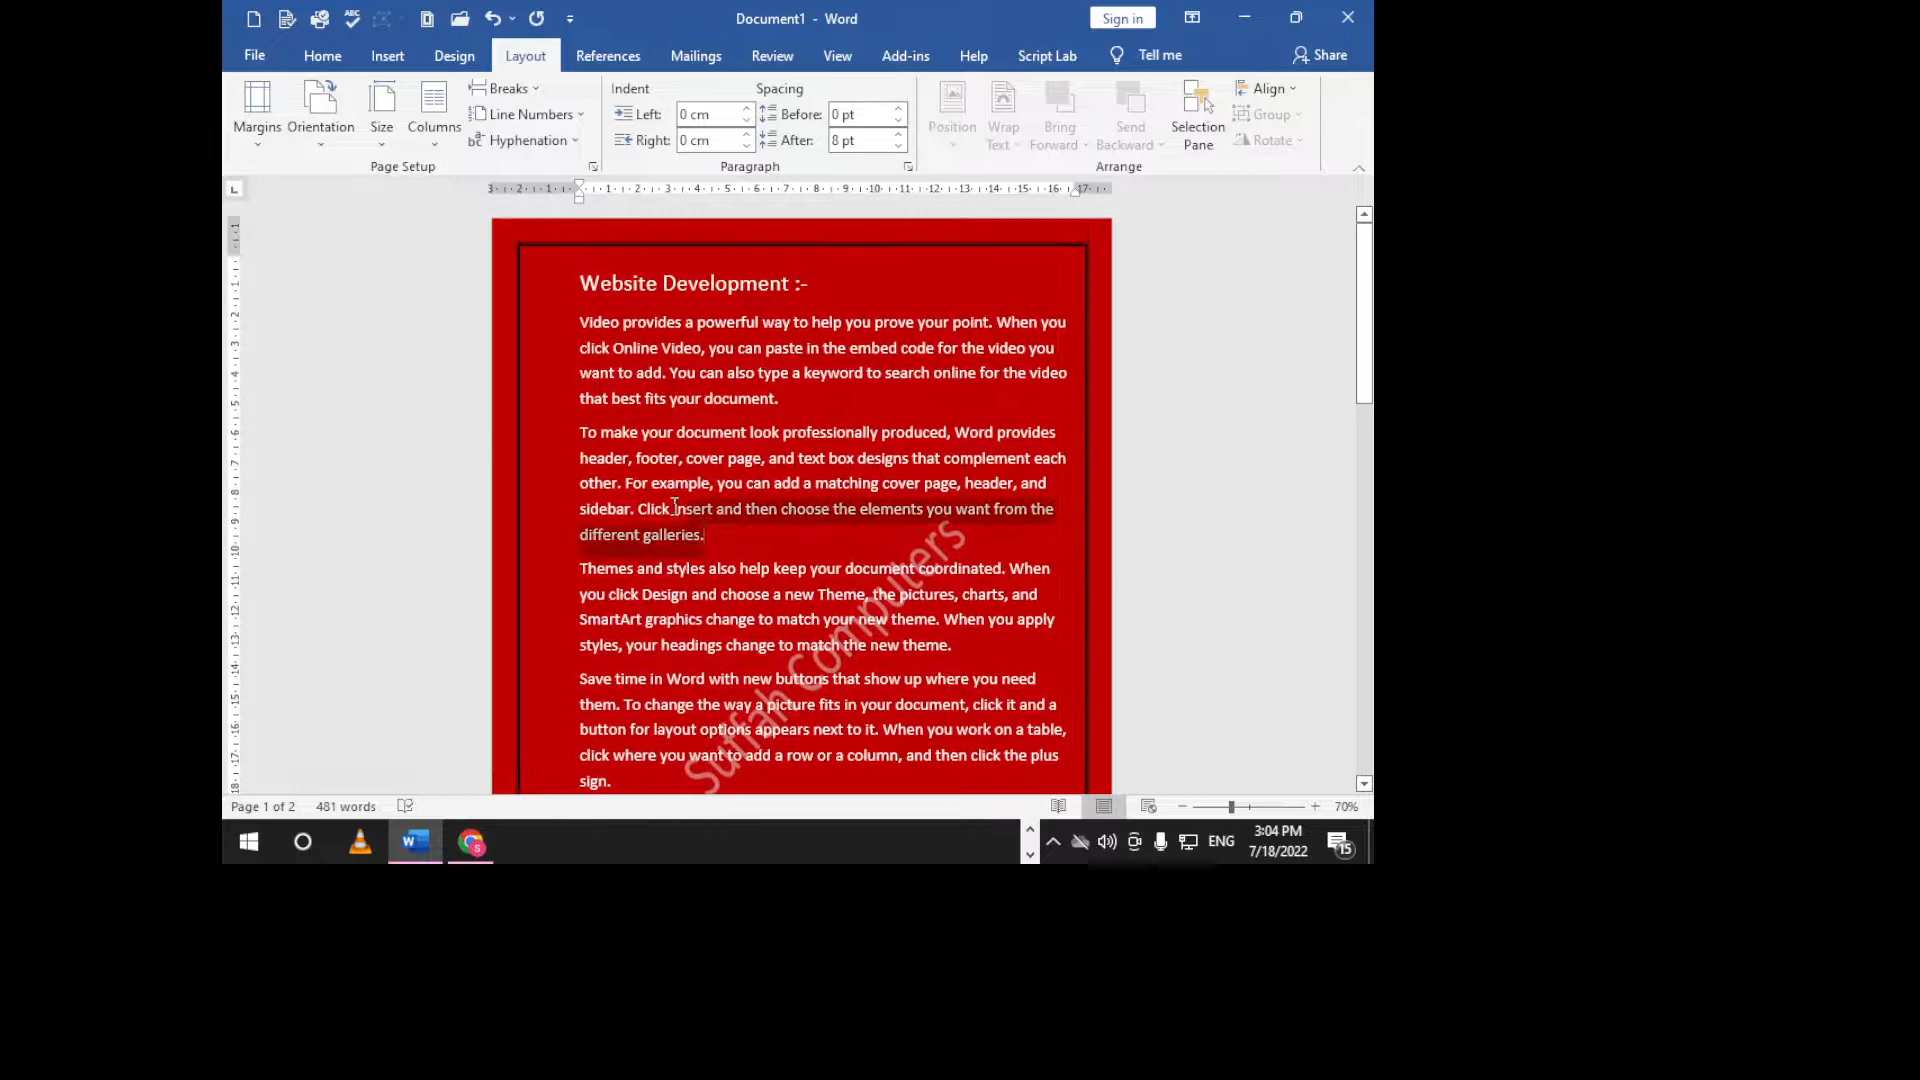 Document1 - Word
Sign in
File Home Insert Design Layout References Mailings Review View Add-ins Help Script Lab Tell me Share
Margins
Orientation
Size
Columns
Breaks
Line Numbers
Hyphenation
Page Setup
Indent
Left: 0 cm
Right: 0 cm
Spacing
Before: 0 pt
After: 8 pt
Paragraph
Position
Wrap
Text
Bring
Forward
Send
Backward
Selection
Pane
Align
Group
Rotate
Arrange
Website Development :-
Video provides a powerful way to help you prove your point. When you
click Online Video, you can paste in the embed code for the video you
want to add. You can also type a keyword to search online for the video
that best fits your document.
To make your document look professionally produced, Word provides
header, footer, cover page, and text box designs that complement each
other. For example, you can add a matching cover page, header, and
sidebar. Click Insert and then choose the elements you want from the
different galleries.
Themes and styles also help keep your document coordinated. When
you click Design and choose a new Theme, the pictures, charts, and
SmartArt graphics change to match your new theme. When you apply
styles, your headings change to match the new theme.
Save time in Word with new buttons that show up where you need
them. To change the way a picture fits in your document, click it and a
button for layout options appears next to it. When you work on a table,
click where you want to add a row or a column, and then click the plus
sign.
Suffah Computers
Page 1 of 2 481 words
70%
ENG
3:04 PM
7/18/2022
15